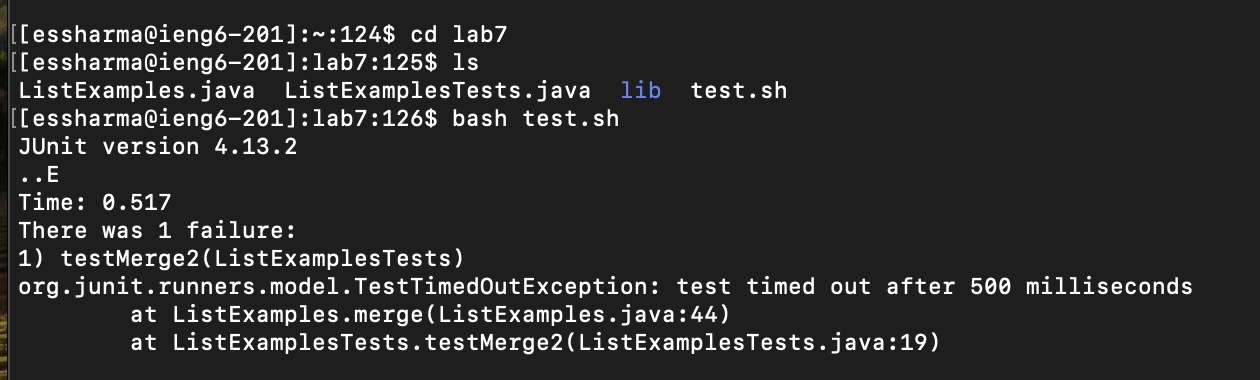 [[essharma@ieng6-201]:~:124$ cd lab7
[[essharma@ieng6-201]:lab7:125$ ls
ListExamples.java  ListExamplesTests.java  lib  test.sh
[[essharma@ieng6-201]:lab7:126$ bash test.sh
JUnit version 4.13.2
..E
Time: 0.517
There was 1 failure:
1) testMerge2(ListExamplesTests)
org.junit.runners.model.TestTimedOutException: test timed out after 500 milliseconds
        at ListExamples.merge(ListExamples.java:44)
        at ListExamplesTests.testMerge2(ListExamplesTests.java:19)